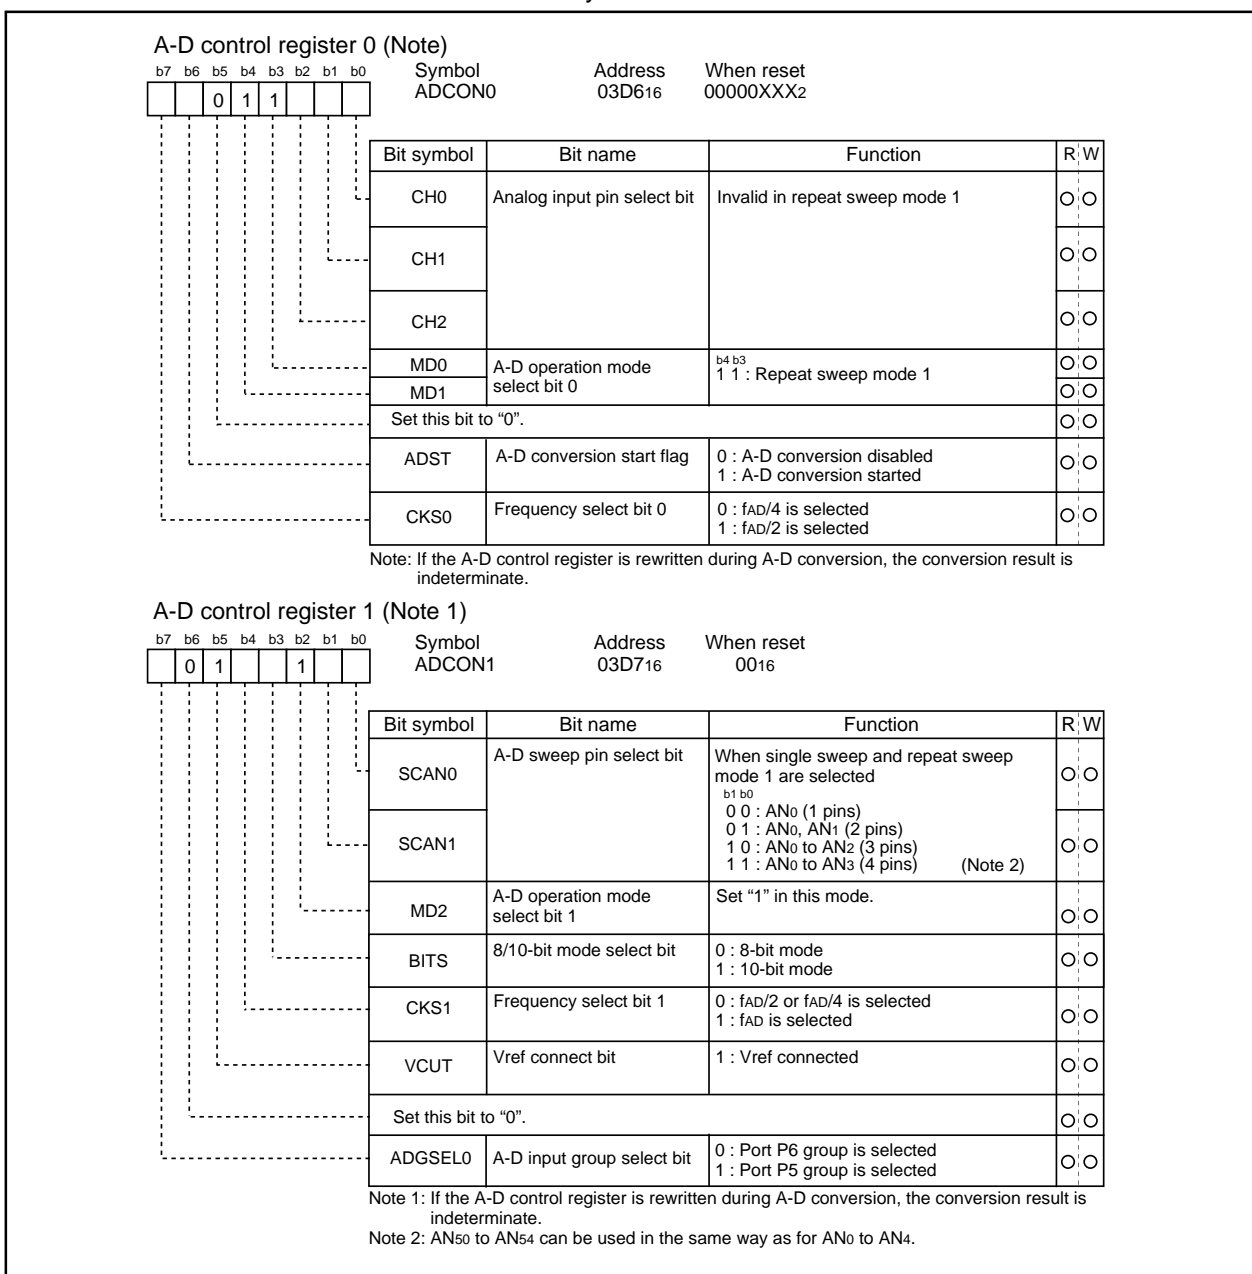 A-D control register 0 (Note)
b7 b6 b5 b4 b3 b2 b1 b0
Symbol Address When reset
ADCON0 03D616 00000XXX2
0 1 1
Bit symbol Bit name Function R W
CH0 Analog input pin select bit Invalid in repeat sweep mode 1
CH1
CH2
MD0 A-D operation mode select bit 0 b4 b3
1 1 : Repeat sweep mode 1
MD1
Set this bit to “0”.
ADST A-D conversion start flag 0 : A-D conversion disabled
1 : A-D conversion started
CKS0 Frequency select bit 0 0 : fAD/4 is selected
1 : fAD/2 is selected
Note: If the A-D control register is rewritten during A-D conversion, the conversion result is
indeterminate.
A-D control register 1 (Note 1)
b7 b6 b5 b4 b3 b2 b1 b0
Symbol Address When reset
ADCON1 03D716 0016
0 1 1
Bit symbol Bit name Function R W
SCAN0 A-D sweep pin select bit When single sweep and repeat sweep
mode 1 are selected
b1 b0
0 0 : AN0 (1 pins)
0 1 : AN0, AN1 (2 pins)
1 0 : AN0 to AN2 (3 pins)
1 1 : AN0 to AN3 (4 pins) (Note 2)
SCAN1
MD2 A-D operation mode
select bit 1 Set “1” in this mode.
BITS 8/10-bit mode select bit 0 : 8-bit mode
1 : 10-bit mode
CKS1 Frequency select bit 1 0 : fAD/2 or fAD/4 is selected
1 : fAD is selected
VCUT Vref connect bit 1 : Vref connected
Set this bit to “0”.
ADGSEL0 A-D input group select bit 0 : Port P6 group is selected
1 : Port P5 group is selected
Note 1: If the A-D control register is rewritten during A-D conversion, the conversion result is
indeterminate.
Note 2: AN50 to AN54 can be used in the same way as for AN0 to AN4.